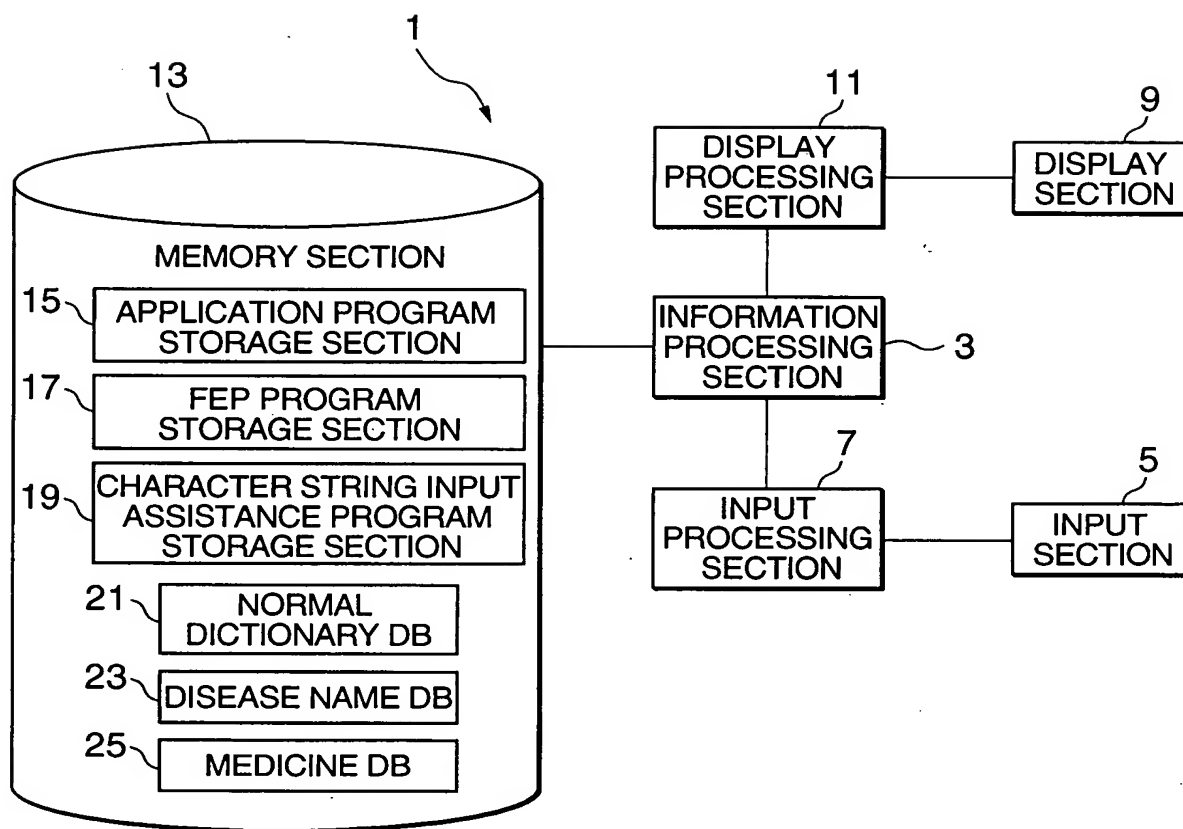 1
13
MEMORY SECTION
15
APPLICATION PROGRAM
STORAGE SECTION
17
FEP PROGRAM
STORAGE SECTION
19
CHARACTER STRING INPUT
ASSISTANCE PROGRAM
STORAGE SECTION
21
NORMAL
DICTIONARY DB
23
DISEASE NAME DB
25
MEDICINE DB
11
DISPLAY
PROCESSING
SECTION
9
DISPLAY
SECTION
INFORMATION
PROCESSING
SECTION
3
7
INPUT
PROCESSING
SECTION
5
INPUT
SECTION